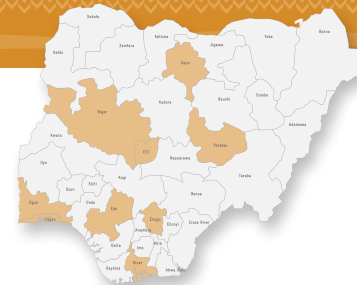 Sokoto
Katsina
Yobe
Borno
Zamfara
Jigawa
Kebbi
Kano
Gombe
Bauchi
Kaduna
Niger
Adamawa
Kwara
FCT
Plateau
Nassarawa
Oyo
Taraba
Kogi
Ekiti
Osun
Benue
Ogun
Ondo
Edo
Enugu
Cross River
Lagos
Ebonyi
Anambra
Delta
Imo
Abia
Rivers
Bayelsa
Akwa Ibom